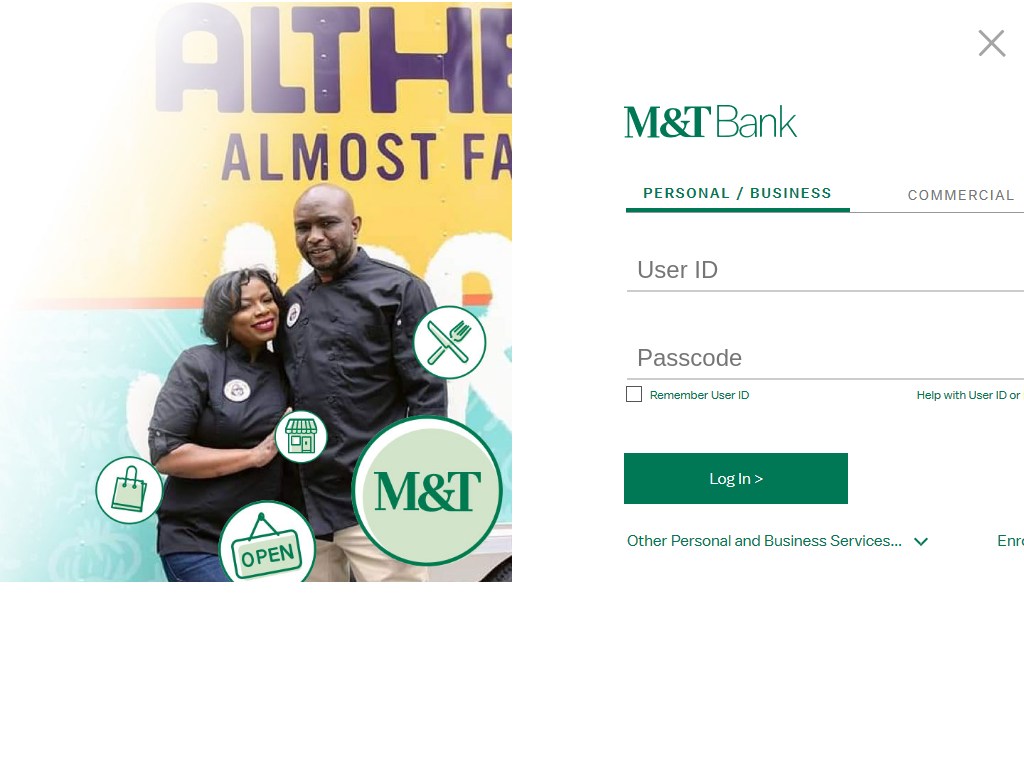 ALTHE
ALMOST FA
M&T
OPEN
M&T Bank
PERSONAL / BUSINESS
COMMERCIAL
User ID
Passcode
Remember User ID
Help with User ID or
Log In >
Other Personal and Business Services...
Enro